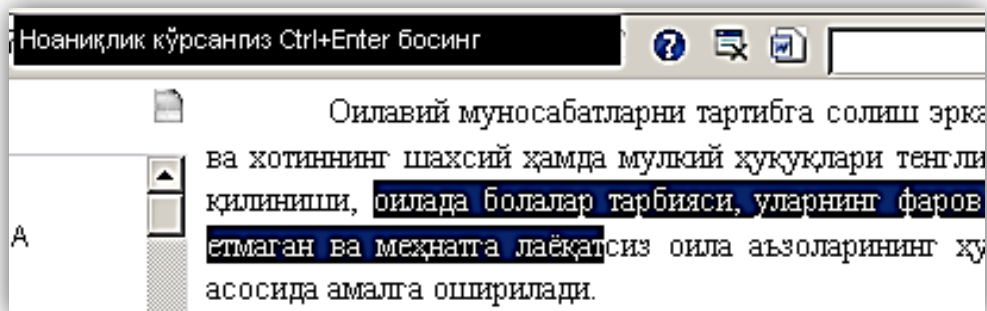 Ноаниқлик кўрсангиз Ctrl+Enter босинг
Оилавий муносабатларни тартибга солиш эрка
ва хотиннинг шахсий ҳамда мулкий ҳуқуқлари тенгли
қилиниши, оилада болалар тарбияси, уларнинг фаров
А
етмаган ва меҳнатга лаёқатсиз оила аъзоларининг ҳу
асосида амалга оширилади.